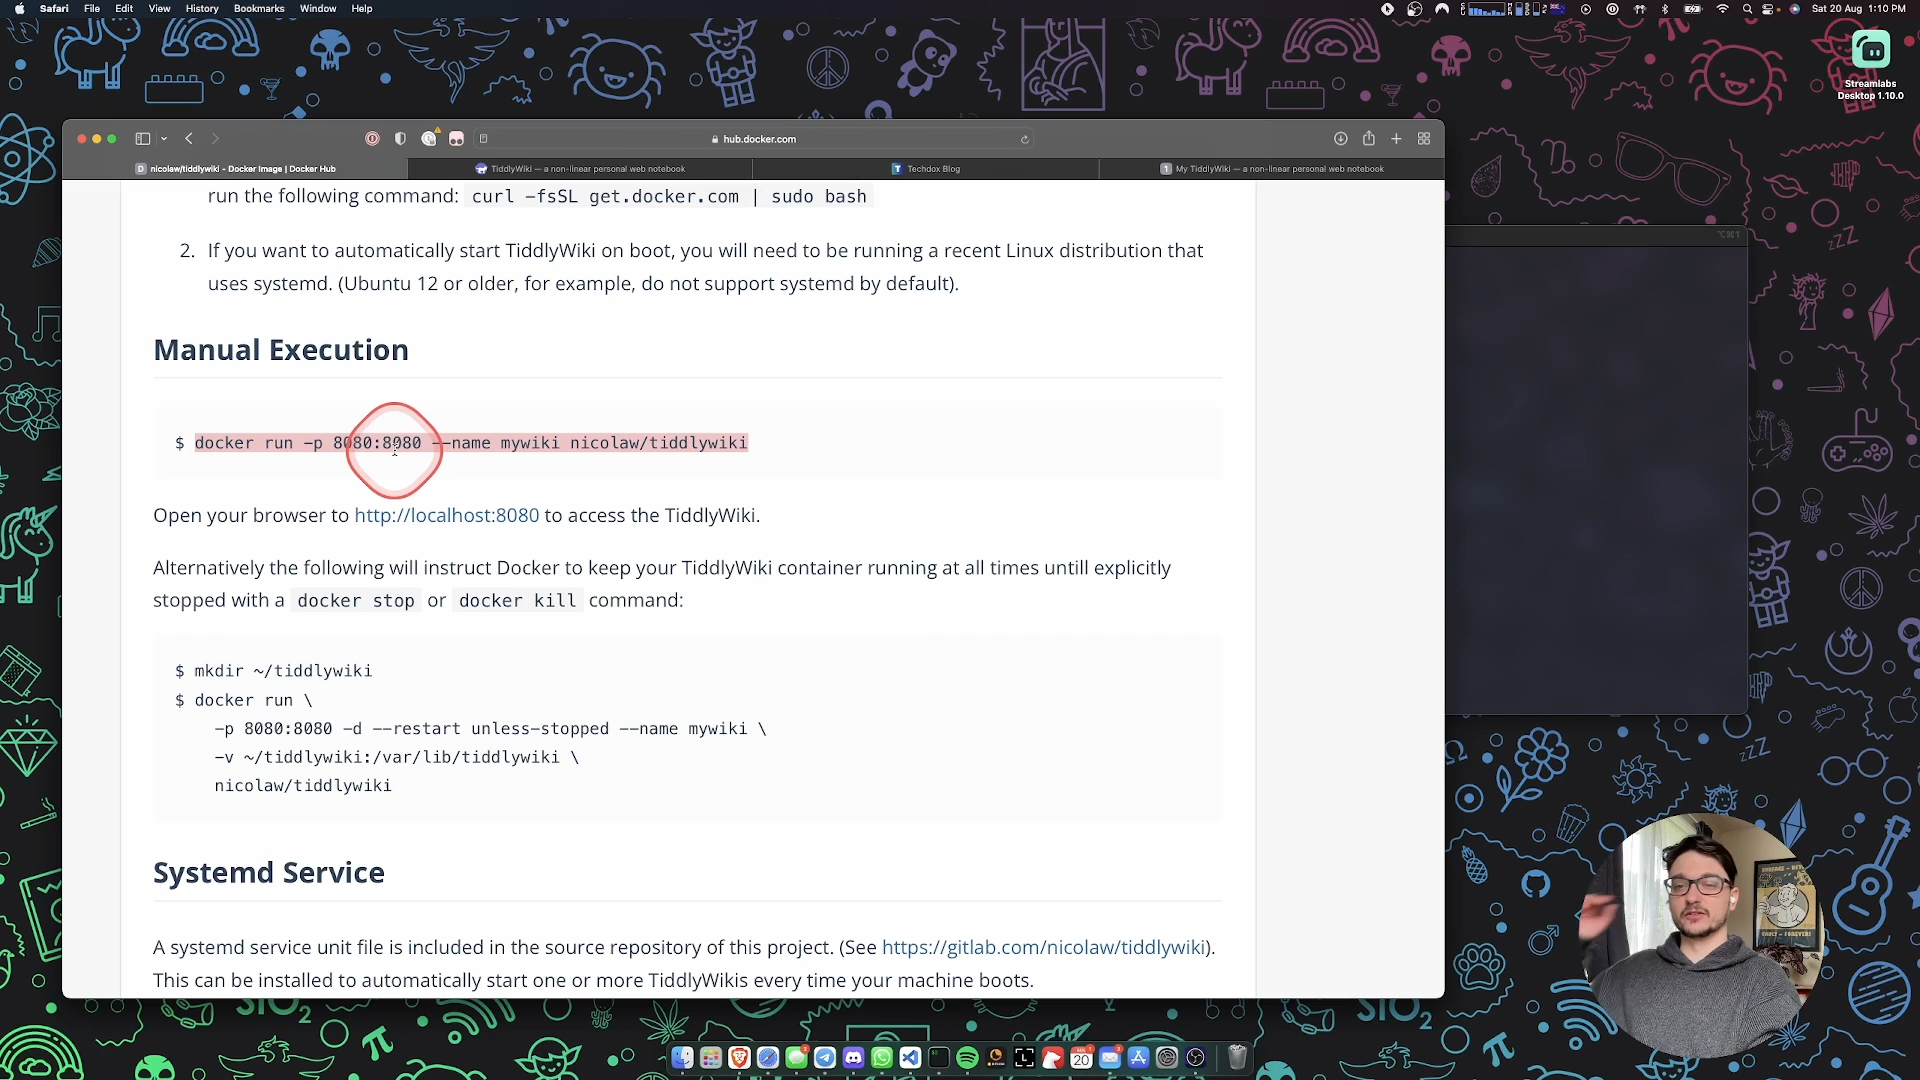 Safari File Edit View History Bookmarks Window Help
Sat 20 Aug 1:10 PM
Streamlabs
Desktop 1.10.0
hub.docker.com
nicolaw/tiddlywiki - Docker Image | Docker Hub
TiddlyWiki — a non-linear personal web notebook
Techdox Blog
My TiddlyWiki — a non-linear personal web notebook
run the following command: curl -fsSL get.docker.com | sudo bash
2. If you want to automatically start TiddlyWiki on boot, you will need to be running a recent Linux distribution that
uses systemd. (Ubuntu 12 or older, for example, do not support systemd by default).
Manual Execution
$ docker run -p 8080:8080 --name mywiki nicolaw/tiddlywiki
Open your browser to http://localhost:8080 to access the TiddlyWiki.
Alternatively the following will instruct Docker to keep your TiddlyWiki container running at all times untill explicitly
stopped with a docker stop or docker kill command:
$ mkdir ~/tiddlywiki
$ docker run \
-p 8080:8080 -d --restart unless-stopped --name mywiki \
-v ~/tiddlywiki:/var/lib/tiddlywiki \
nicolaw/tiddlywiki
Systemd Service
A systemd service unit file is included in the source repository of this project. (See https://gitlab.com/nicolaw/tiddlywiki).
This can be installed to automatically start one or more TiddlyWikis every time your machine boots.